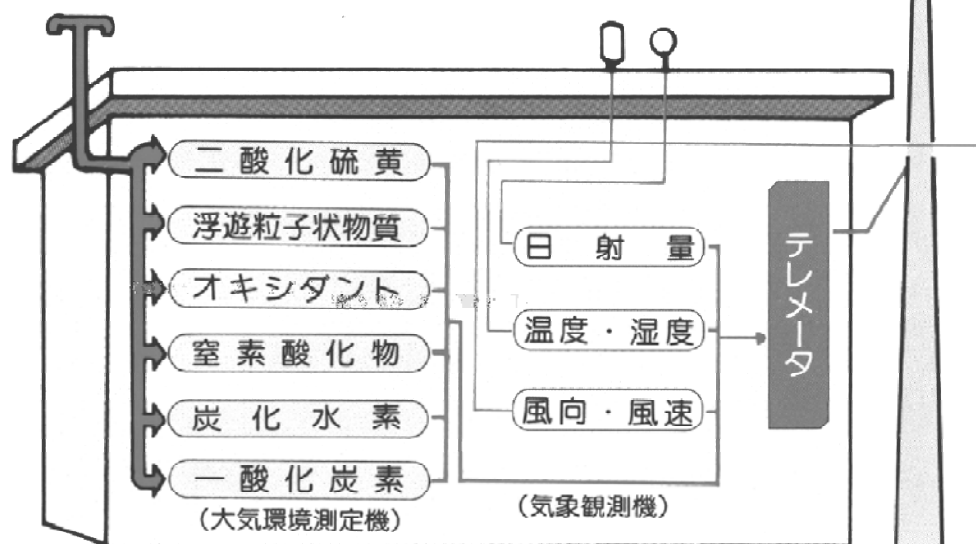 二酸化硫黄
浮遊粒子状物質
オキシダント
窒素酸化物
炭化水素
一酸化炭素
（大気環境測定機）
日射量
温度・湿度
風向・風速
（気象観測機）
テレメータ